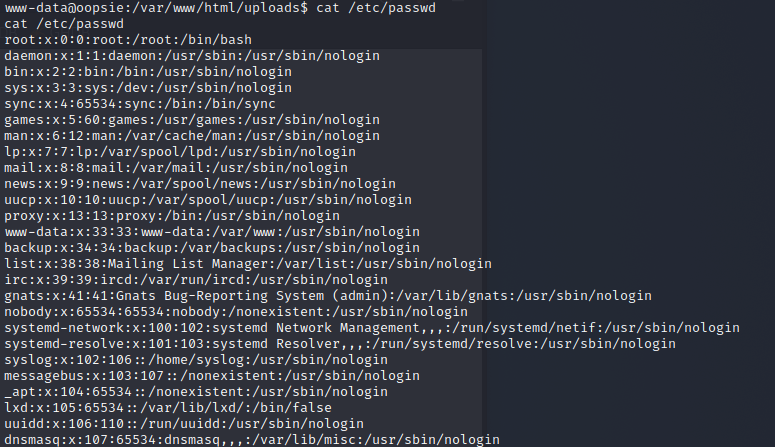 www-data@oopsie:/var/www/html/uploads$ cat /etc/passwd
cat /etc/passwd
root:x:0:0:root:/root:/bin/bash
daemon:x:1:1:daemon:/usr/sbin:/usr/sbin/nologin
bin:x:2:2:bin:/bin:/usr/sbin/nologin
sys:x:3:3:sys:/dev:/usr/sbin/nologin
sync:x:4:65534:sync:/bin:/bin/sync
games:x:5:60:games:/usr/games:/usr/sbin/nologin
man:x:6:12:man:/var/cache/man:/usr/sbin/nologin
lp:x:7:7:lp:/var/spool/lpd:/usr/sbin/nologin
mail:x:8:8:mail:/var/mail:/usr/sbin/nologin
news:x:9:9:news:/var/spool/news:/usr/sbin/nologin
uucp:x:10:10:uucp:/var/spool/uucp:/usr/sbin/nologin
proxy:x:13:13:proxy:/bin:/usr/sbin/nologin
www-data:x:33:33:www-data:/var/www:/usr/sbin/nologin
backup:x:34:34:backup:/var/backups:/usr/sbin/nologin
list:x:38:38:Mailing List Manager:/var/list:/usr/sbin/nologin
irc:x:39:39:ircd:/var/run/ircd:/usr/sbin/nologin
gnats:x:41:41:Gnats Bug-Reporting System (admin):/var/lib/gnats:/usr/sbin/nologin
nobody:x:65534:65534:nobody:/nonexistent:/usr/sbin/nologin
systemd-network:x:100:102:systemd Network Management,,,:/run/systemd/netif:/usr/sbin/nologin
systemd-resolve:x:101:103:systemd Resolver,,,:/run/systemd/resolve:/usr/sbin/nologin
syslog:x:102:106::/home/syslog:/usr/sbin/nologin
messagebus:x:103:107::/nonexistent:/usr/sbin/nologin
_apt:x:104:65534::/nonexistent:/usr/sbin/nologin
lxd:x:105:65534::/var/lib/lxd/:/bin/false
uuidd:x:106:110::/run/uuidd:/usr/sbin/nologin
dnsmasq:x:107:65534:dnsmasq,,,:/var/lib/misc:/usr/sbin/nologin